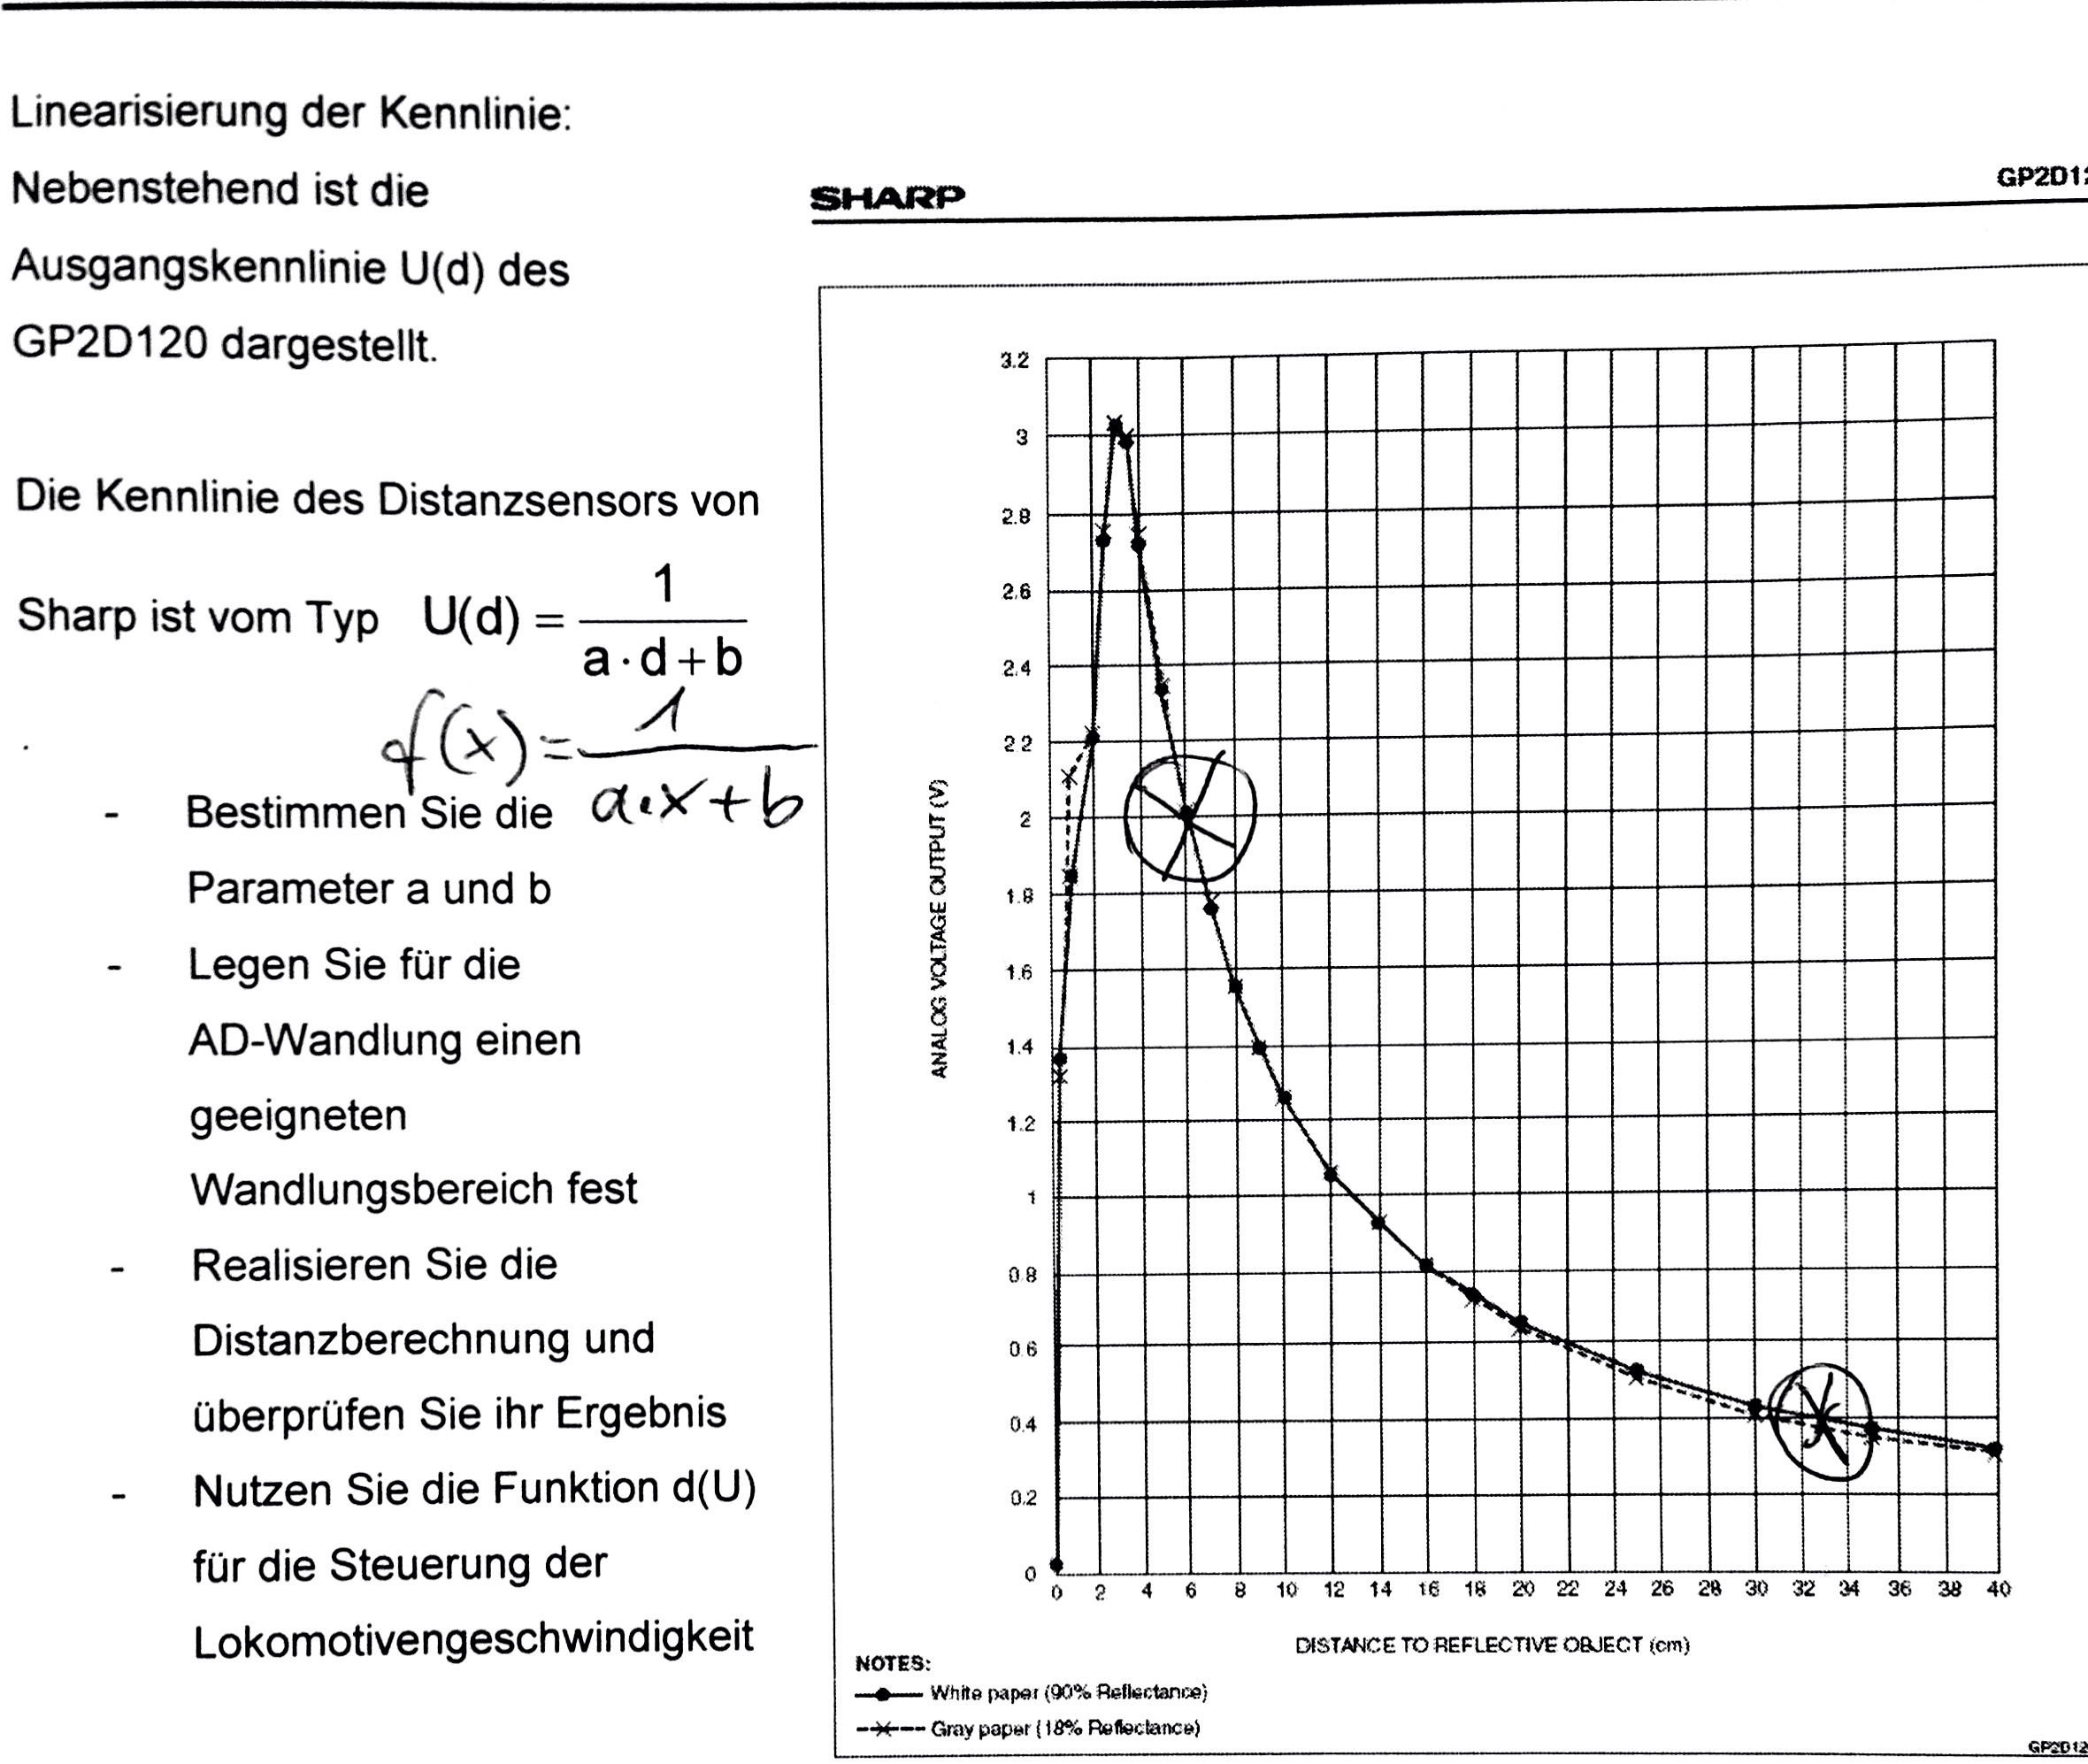 Linearisierung der Kennlinie:
Nebenstehend ist die
Ausgangskennlinie U(d) des
GP2D120 dargestellt.
Die Kennlinie des Distanzsensors von
Sharp ist vom Typ U(d) = 1 / a · d + b
f(x) = 1 / a·x + b
- Bestimmen Sie die
Parameter a und b
- Legen Sie für die
AD-Wandlung einen
geeigneten
Wandlungsbereich fest
- Realisieren Sie die
Distanzberechnung und
überprüfen Sie ihr Ergebnis
- Nutzen Sie die Funktion d(U)
für die Steuerung der
Lokomotivengeschwindigkeit
SHARP
GP2D12
3.2
3
2.8
2.6
2.4
2.2
2
1.8
1.6
1.4
1.2
1
0.8
0.6
0.4
0.2
0
ANALOG VOLTAGE OUTPUT (V)
0 2 4 6 8 10 12 14 16 18 20 22 24 26 28 30 32 34 36 38 40
DISTANCE TO REFLECTIVE OBJECT (cm)
NOTES:
White paper (90% Reflectance)
Gray paper (18% Reflectance)
GP2D12